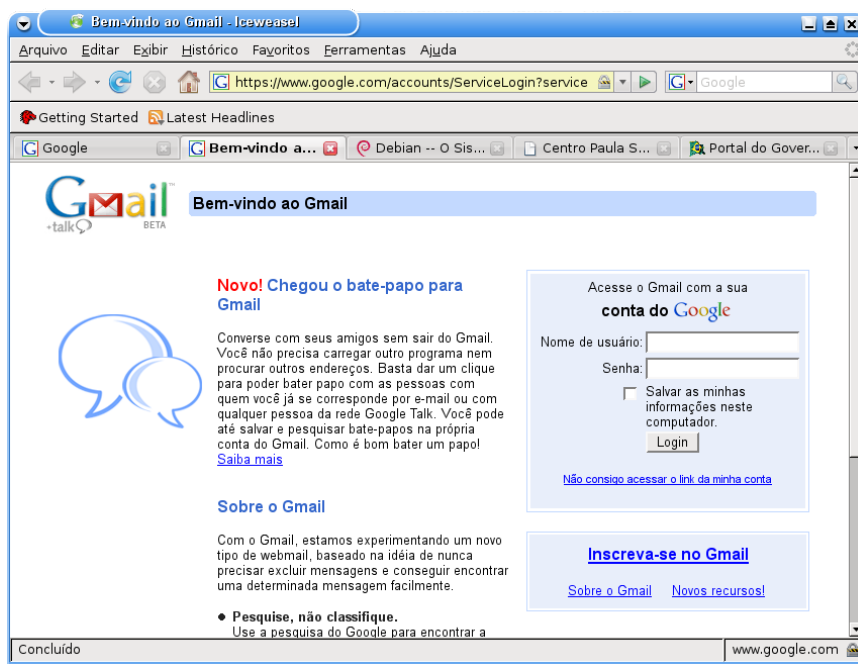 Bem-vindo ao Gmail - Iceweasel
Arquivo Editar Exibir Histórico Favoritos Ferramentas Ajuda
https://www.google.com/accounts/ServiceLogin?service
G Google
Getting Started Latest Headlines
Google
Bem-vindo a...
Debian -- O Sis...
Centro Paula S...
Portal do Gover...
Gmail™
+talk BETA
Bem-vindo ao Gmail
Novo! Chegou o bate-papo para
Gmail
Converse com seus amigos sem sair do Gmail.
Você não precisa carregar outro programa nem
procurar outros endereços. Basta dar um clique
para poder bater papo com as pessoas com
quem você já se corresponde por e-mail ou com
qualquer pessoa da rede Google Talk. Você pode
até salvar e pesquisar bate-papos na própria
conta do Gmail. Como é bom bater um papo!
Saiba mais
Sobre o Gmail
Com o Gmail, estamos experimentando um novo
tipo de webmail, baseado na idéia de nunca
precisar excluir mensagens e conseguir encontrar
uma determinada mensagem facilmente.
● Pesquise, não classifique.
Use a pesquisa do Google para encontrar a
Acesse o Gmail com a sua
conta do Google
Nome de usuário:
Senha:
Salvar as minhas
informações neste
computador.
Login
Não consigo acessar o link da minha conta
Inscreva-se no Gmail
Sobre o Gmail Novos recursos!
Concluído www.google.com